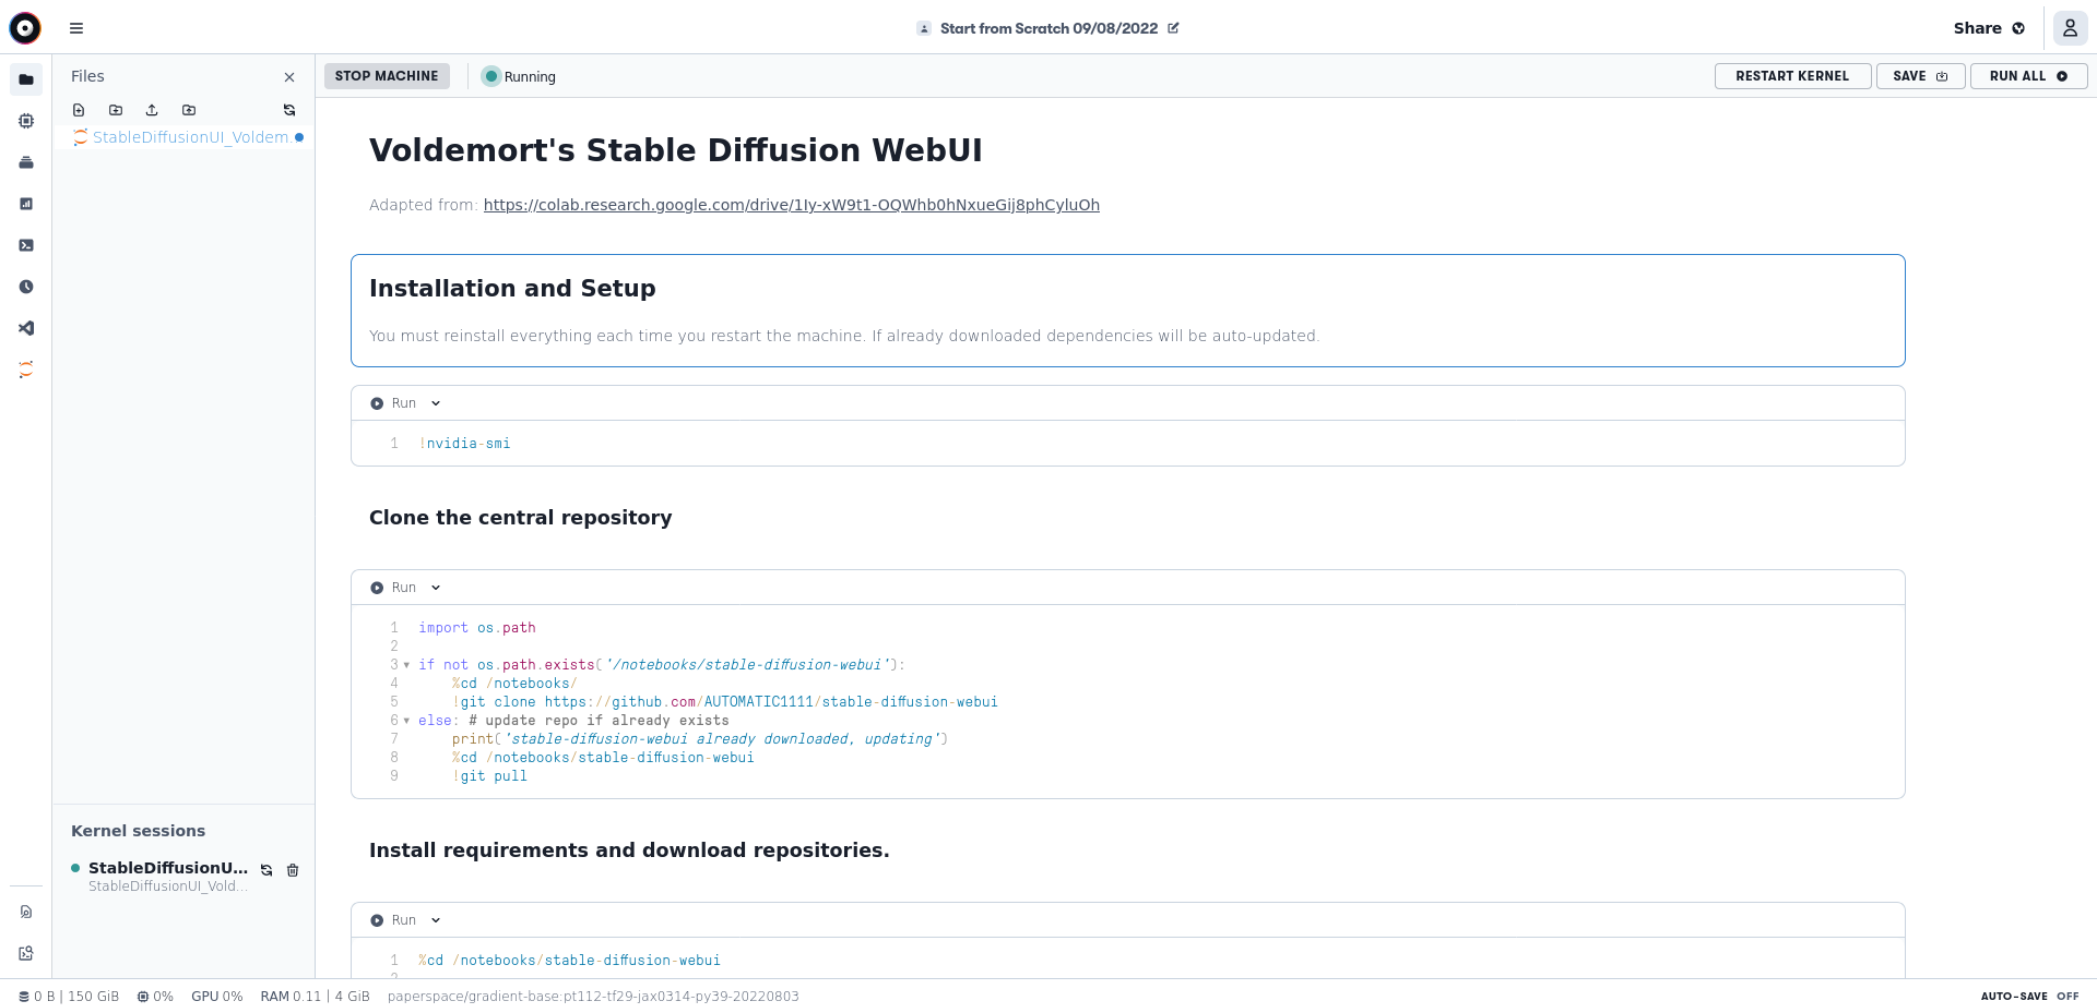 Start from Scratch 09/08/2022
Share
Files
STOP MACHINE
Running
RESTART KERNEL
SAVE
RUN ALL
StableDiffusionUI_Voldem.
Voldemort's Stable Diffusion WebUI
Adapted from: https://colab.research.google.com/drive/1Iy-xW9t1-OQWhb0hNxueGij8phCyluOh
Installation and Setup
You must reinstall everything each time you restart the machine. If already downloaded dependencies will be auto-updated.
Run
1 !nvidia-smi
Clone the central repository
Run
1 import os.path
2
3 if not os.path.exists('/notebooks/stable-diffusion-webui'):
4 %cd /notebooks/
5 !git clone https://github.com/AUTOMATIC1111/stable-diffusion-webui
6 else: # update repo if already exists
7 print('stable-diffusion-webui already downloaded, updating')
8 %cd /notebooks/stable-diffusion-webui
9 !git pull
Install requirements and download repositories.
Run
1 %cd /notebooks/stable-diffusion-webui
Kernel sessions
StableDiffusionU...
StableDiffusionUI_Vold...
0 B | 150 GiB
0%
GPU 0%
RAM 0.11 | 4 GiB
paperspace/gradient-base:pt112-tf29-jax0314-py39-20220803
AUTO-SAVE OFF